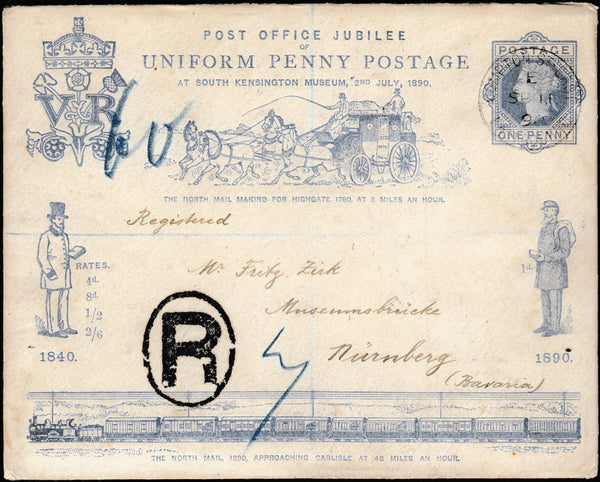 POST OFFICE JUBILEE
OF
UNIFORM PENNY POSTAGE
AT SOUTH KENSINGTON MUSEUM, 2ND JULY, 1890.
V R
POSTAGE
ONE PENNY
E
THE NORTH MAIL MAKING FOR HIGHGATE, 1790, AT 8 MILES AN HOUR.
Registered
Mr. Fritz Zirk
Museumsbrücke
Nürnberg
(Bavaria)
RATES.
4d.
8d.
1/2
2/6
1840.
R
1d.
1890.
THE NORTH MAIL, 1890, APPROACHING CARLISLE AT 48 MILES AN HOUR.